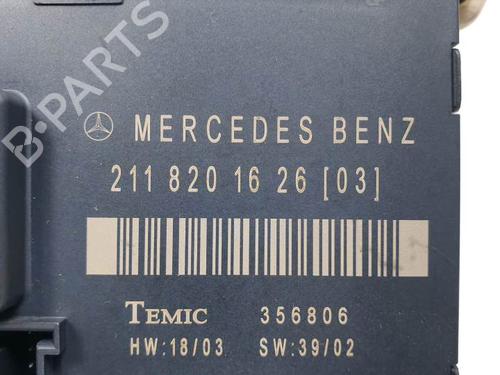 B-PARTS
MERCEDES BENZ
211 820 16 26 [03]
TEMIC 356806
HW:18/03 SW:39/02